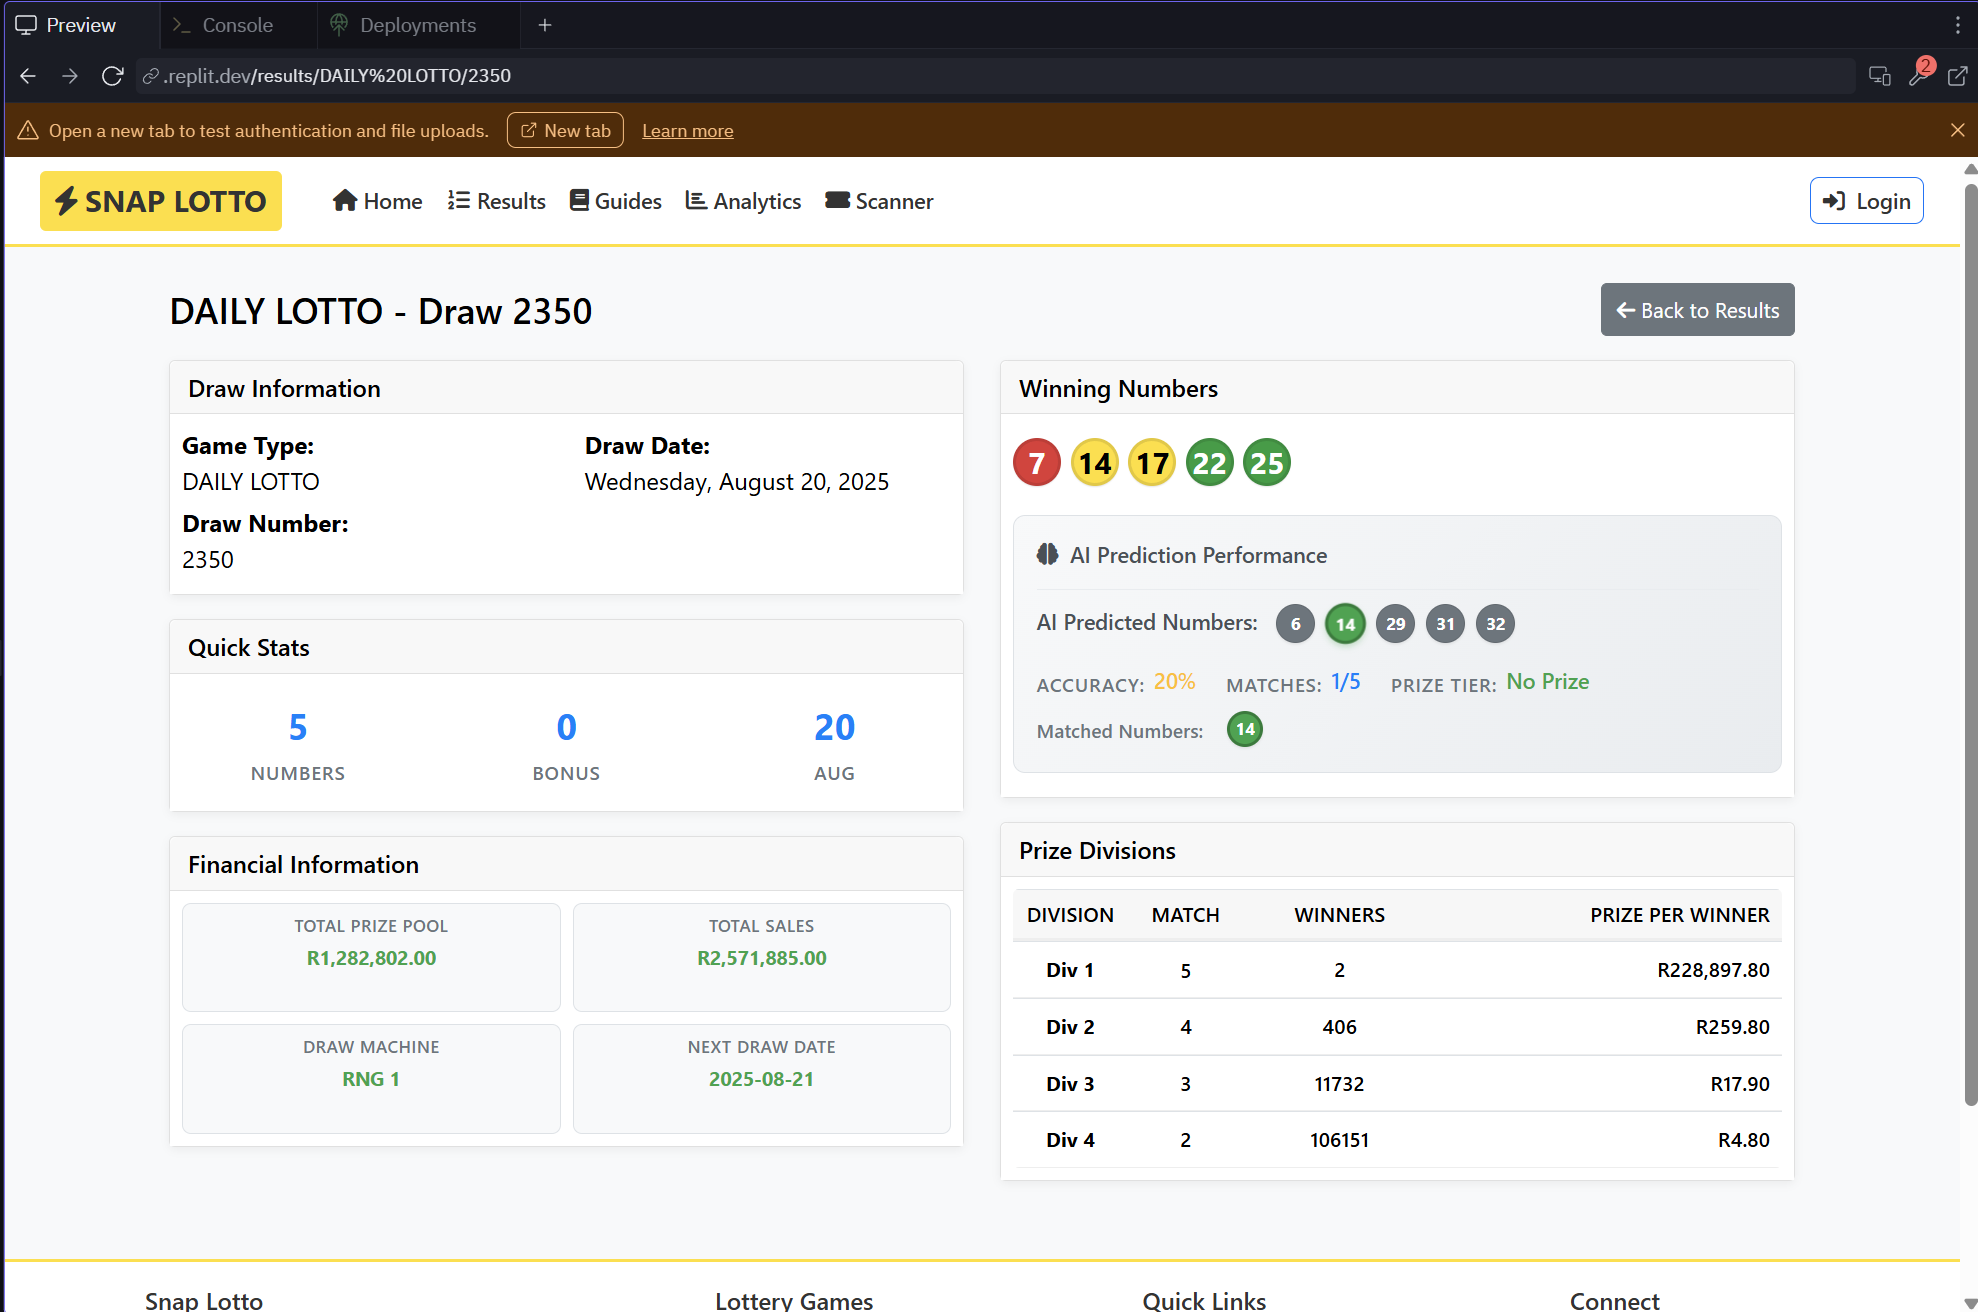 Preview
Console
Deployments
.replit.dev/results/DAILY%20LOTTO/2350
2
Open a new tab to test authentication and file uploads.
New tab
Learn more
SNAP LOTTO
Home
Results
Guides
Analytics
Scanner
Login
DAILY LOTTO - Draw 2350
Back to Results
Draw Information
Game Type:
DAILY LOTTO
Draw Date:
Wednesday, August 20, 2025
Draw Number:
2350
Quick Stats
5
NUMBERS
0
BONUS
20
AUG
Financial Information
TOTAL PRIZE POOL
R1,282,802.00
TOTAL SALES
R2,571,885.00
DRAW MACHINE
RNG 1
NEXT DRAW DATE
2025-08-21
Winning Numbers
7 14 17 22 25
AI Prediction Performance
AI Predicted Numbers: 6 14 29 31 32
ACCURACY: 20% MATCHES: 1/5 PRIZE TIER: No Prize
Matched Numbers: 14
Prize Divisions
DIVISION MATCH WINNERS PRIZE PER WINNER
Div 1 5 2 R228,897.80
Div 2 4 406 R259.80
Div 3 3 11732 R17.90
Div 4 2 106151 R4.80
Snap Lotto
Lottery Games
Quick Links
Connect